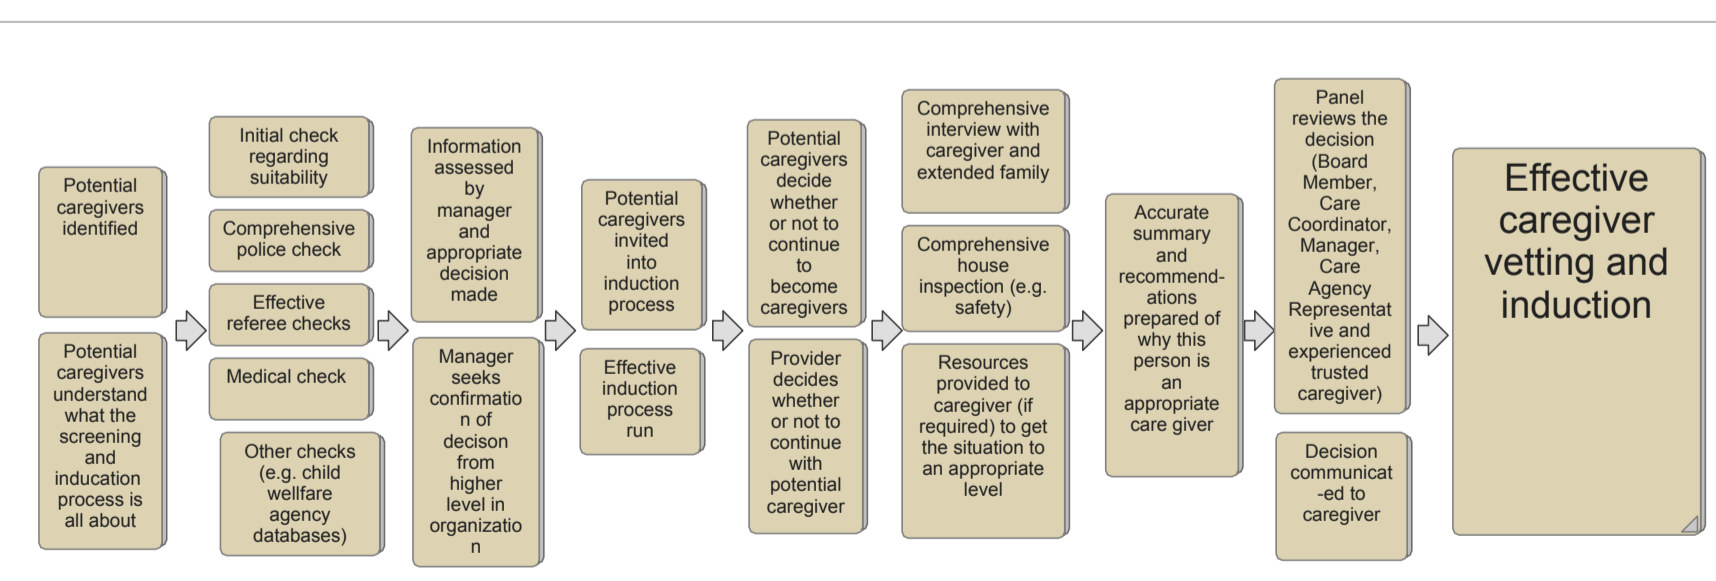 Potential
caregivers
identified
Potential
caregivers
understand
what the
screening
and
inducation
process is
all about
Initial check
regarding
suitability
Comprehensive
police check
Effective
referee checks
Medical check
Other checks
(e.g. child
wellfare
agency
databases)
Information
assessed
by
manager
and
appropriate
decision
made
Manager
seeks
confirmatio
n of
decison
from
higher
level in
organizatio
n
Potential
caregivers
invited
into
induction
process
Effective
induction
process
run
Potential
caregivers
decide
whether
or not to
continue
to
become
caregivers
Provider
decides
whether
or not to
continue
with
potential
caregiver
Comprehensive
interview with
caregiver and
extended family
Comprehensive
house
inspection (e.g.
safety)
Resources
provided to
caregiver (if
required) to get
the situation to
an appropriate
level
Accurate
summary
and
recommend-
ations
prepared of
why this
person is
an
appropriate
care giver
Panel
reviews the
decision
(Board
Member,
Care
Coordinator,
Manager,
Care
Agency
Representat
ive and
experienced
trusted
caregiver)
Decision
communicat
-ed to
caregiver
Effective
caregiver
vetting and
induction